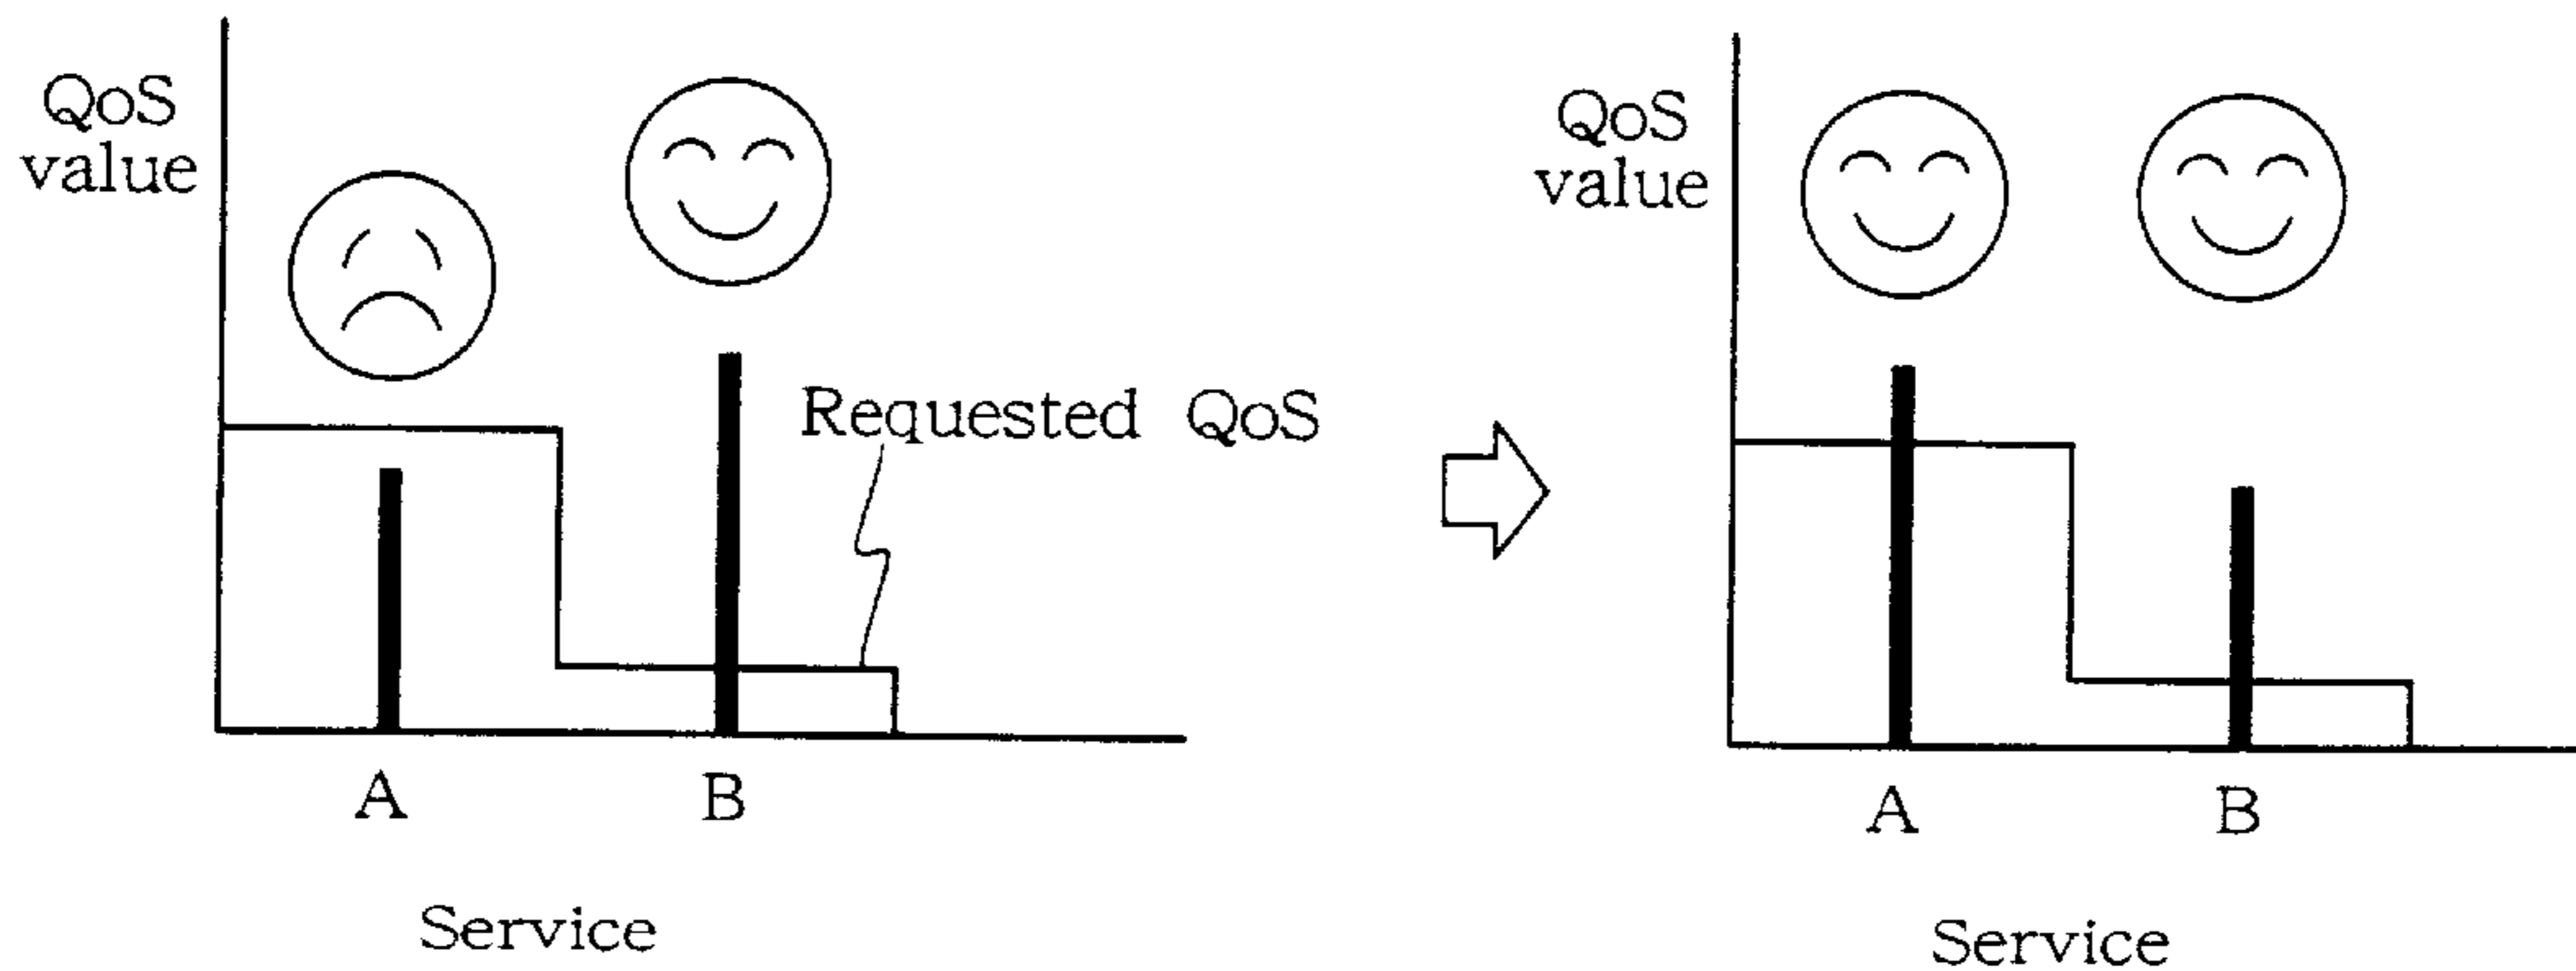 QoS
value
Requested QoS
A
B
Service
QoS
value
A
B
Service